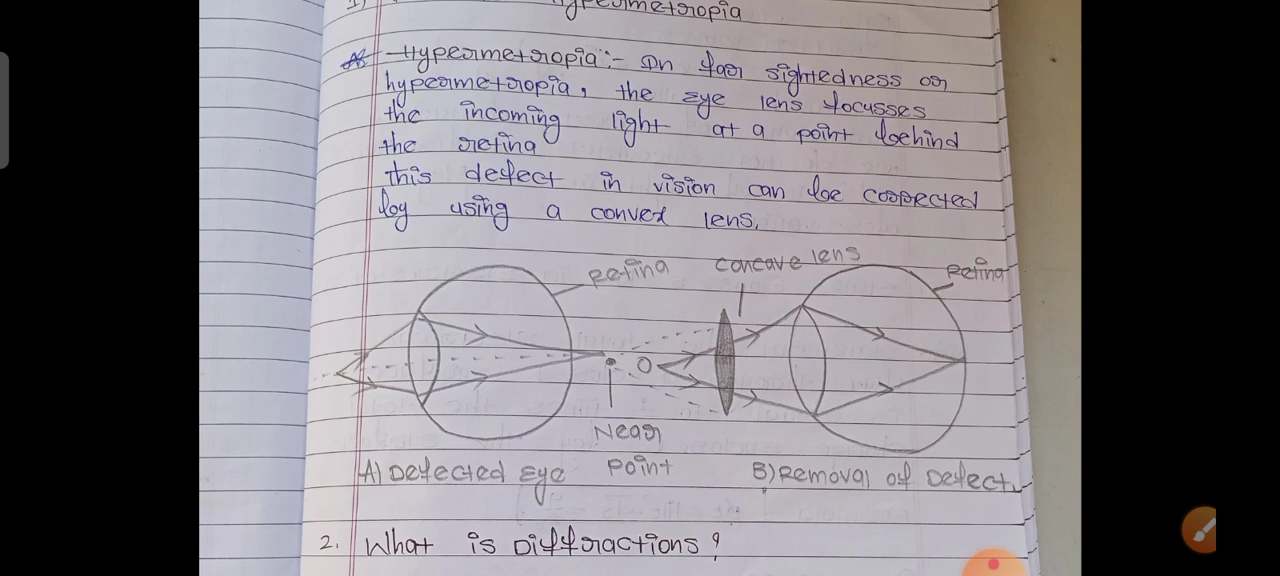 Hypermetropia
Hypermetropia :- In far sightedness or
hypermetropia, the eye lens focusses
the incoming light at a point behind
the retina
this defect in vision can be corrected
by using a convex lens.
Retina
concave lens
Retina
O
Near
point
A) Defected Eye
B) Removal of Defect.
2. What is Diffractions?